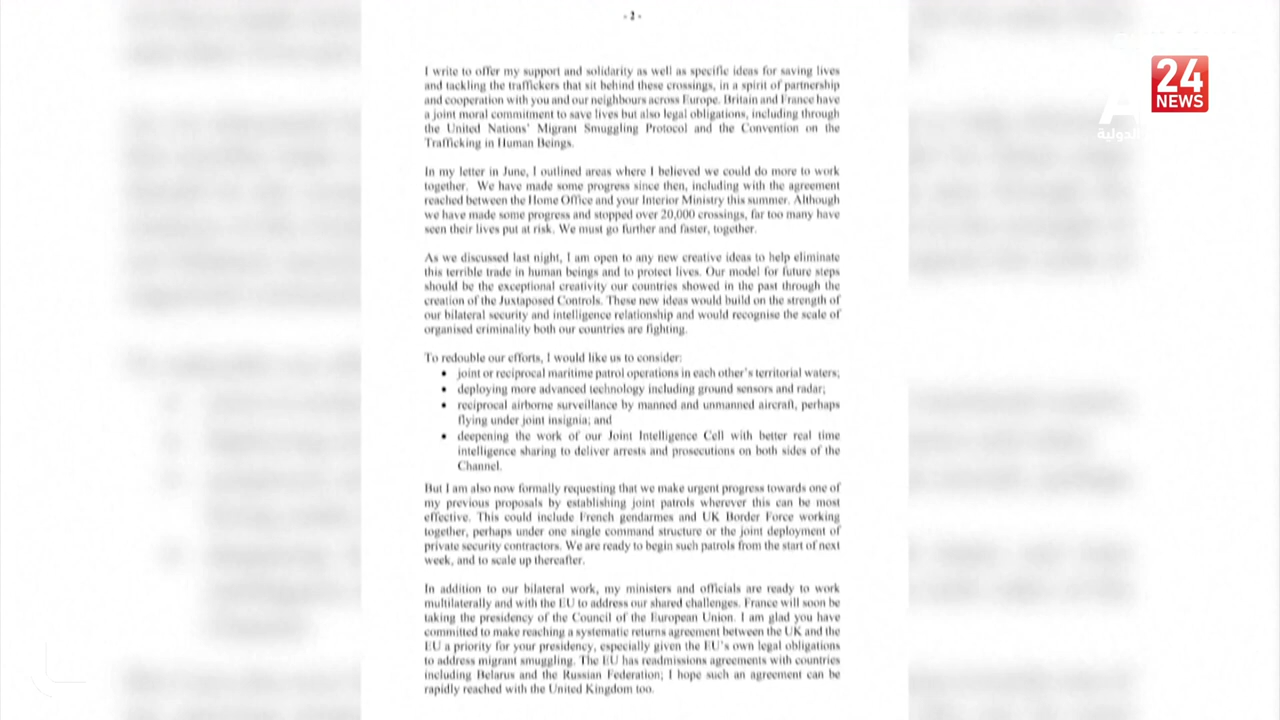 - 2 -
24
NEWS
الدولية
I write to offer my support and solidarity as well as specific ideas for saving lives
and tackling the traffickers that sit behind these crossings, in a spirit of partnership
and cooperation with you and our neighbours across Europe. Britain and France have
a joint moral commitment to save lives but also legal obligations, including through
the United Nations' Migrant Smuggling Protocol and the Convention on the
Trafficking in Human Beings.
In my letter in June, I outlined areas where I believed we could do more to work
together. We have made some progress since then, including with the agreement
reached between the Home Office and your Interior Ministry this summer. Although
we have made some progress and stopped over 20,000 crossings, far too many have
seen their lives put at risk. We must go further and faster, together.
As we discussed last night, I am open to any new creative ideas to help eliminate
this terrible trade in human beings and to protect lives. Our model for future steps
should be the exceptional creativity our countries showed in the past through the
creation of the Juxtaposed Controls. These new ideas would build on the strength of
our bilateral security and intelligence relationship and would recognise the scale of
organised criminality both our countries are fighting.
To redouble our efforts, I would like us to consider:
• joint or reciprocal maritime patrol operations in each other's territorial waters;
• deploying more advanced technology including ground sensors and radar;
• reciprocal airborne surveillance by manned and unmanned aircraft, perhaps
flying under joint insignia; and
• deepening the work of our Joint Intelligence Cell with better real time
intelligence sharing to deliver arrests and prosecutions on both sides of the
Channel.
But I am also now formally requesting that we make urgent progress towards one of
my previous proposals by establishing joint patrols wherever this can be most
effective. This could include French gendarmes and UK Border Force working
together, perhaps under one single command structure or the joint deployment of
private security contractors. We are ready to begin such patrols from the start of next
week, and to scale up thereafter.
In addition to our bilateral work, my ministers and officials are ready to work
multilaterally and with the EU to address our shared challenges. France will soon be
taking the presidency of the Council of the European Union. I am glad you have
committed to make reaching a systematic returns agreement between the UK and the
EU a priority for your presidency, especially given the EU's own legal obligations
to address migrant smuggling. The EU has readmissions agreements with countries
including Belarus and the Russian Federation; I hope such an agreement can be
rapidly reached with the United Kingdom too.